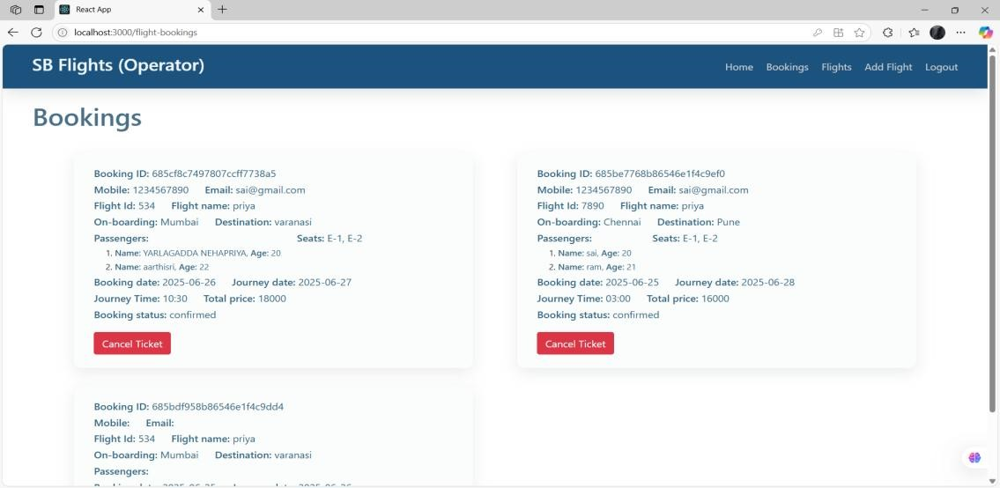 React App
localhost:3000/flight-bookings
SB Flights (Operator)
Home Bookings Flights Add Flight Logout
Bookings
Booking ID: 685cf8c7497807ccff7738a5
Mobile: 1234567890 Email: sai@gmail.com
Flight Id: 534 Flight name: priya
On-boarding: Mumbai Destination: varanasi
Passengers: Seats: E-1, E-2
1. Name: YARLAGADDA NEHAPRIYA, Age: 20
2. Name: aarthisri, Age: 22
Booking date: 2025-06-26 Journey date: 2025-06-27
Journey Time: 10:30 Total price: 18000
Booking status: confirmed
Cancel Ticket
Booking ID: 685be7768b86546e1f4c9ef0
Mobile: 1234567890 Email: sai@gmail.com
Flight Id: 7890 Flight name: priya
On-boarding: Chennai Destination: Pune
Passengers: Seats: E-1, E-2
1. Name: sai, Age: 20
2. Name: ram, Age: 21
Booking date: 2025-06-25 Journey date: 2025-06-28
Journey Time: 03:00 Total price: 16000
Booking status: confirmed
Cancel Ticket
Booking ID: 685bdf958b86546e1f4c9dd4
Mobile: Email:
Flight Id: 534 Flight name: priya
On-boarding: Mumbai Destination: varanasi
Passengers: